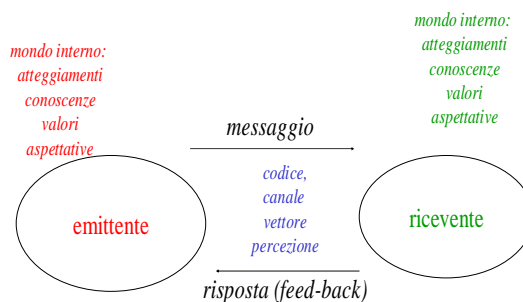 mondo interno:
atteggiamenti
conoscenze
valori
aspettative
emittente
messaggio
codice,
canale
vettore
percezione
risposta (feed-back)
mondo interno:
atteggiamenti
conoscenze
valori
aspettative
ricevente